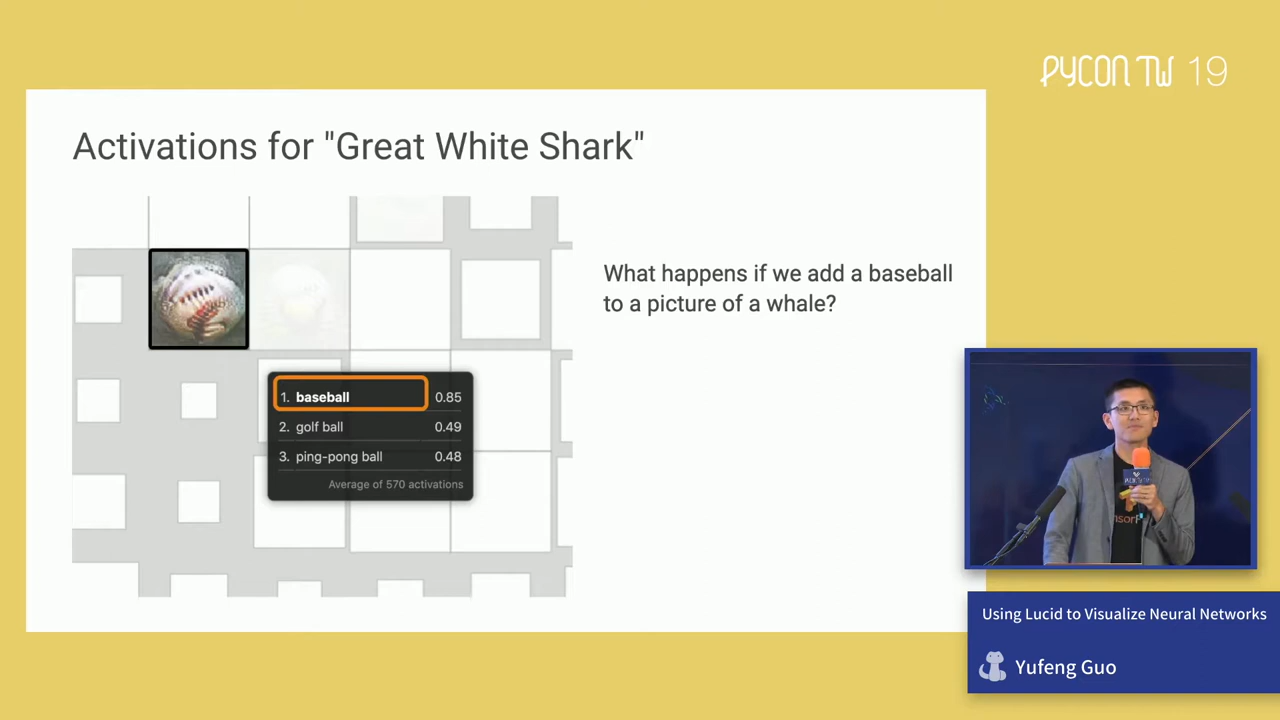 PYCON TW 19
Activations for "Great White Shark"
What happens if we add a baseball
to a picture of a whale?
1. baseball 0.85
2. golf ball 0.49
3. ping-pong ball 0.48
Average of 570 activations
Using Lucid to Visualize Neural Networks
Yufeng Guo